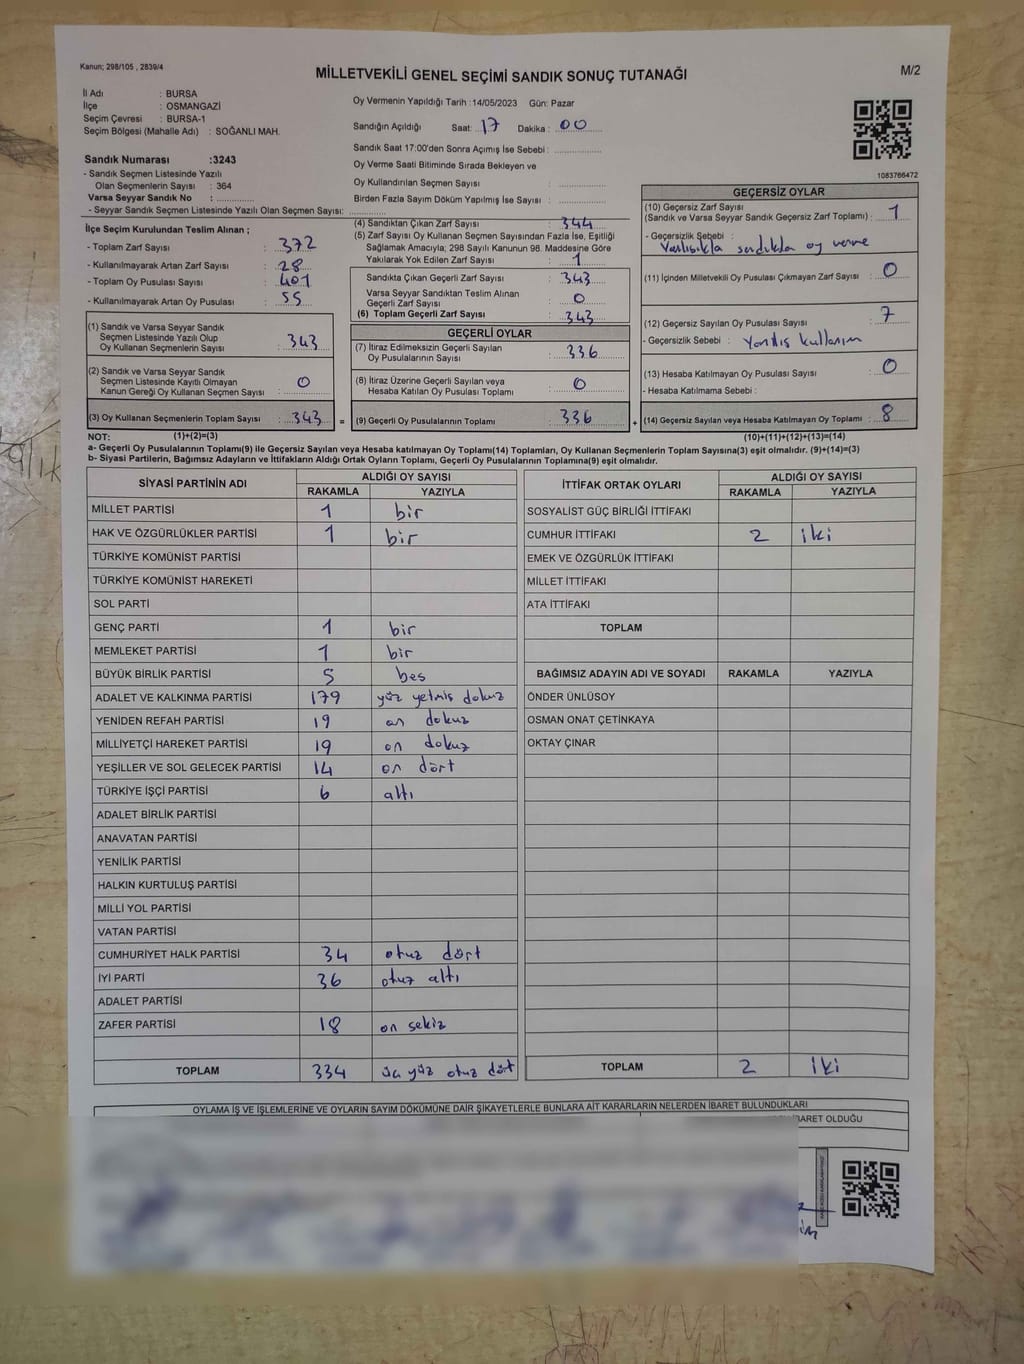 Kanun; 298/105 , 2839/4
MİLLETVEKİLİ GENEL SEÇİMİ SANDIK SONUÇ TUTANAĞI
M/2
İl Adı : BURSA
İlçe : OSMANGAZİ
Seçim Çevresi : BURSA-1
Seçim Bölgesi (Mahalle Adı) : SOĞANLI MAH.
Sandık Numarası :3243
- Sandık Seçmen Listesinde Yazılı
Olan Seçmenlerin Sayısı : 364
Varsa Seyyar Sandık No :
- Seyyar Sandık Seçmen Listesinde Yazılı Olan Seçmen Sayısı:
Oy Vermenin Yapıldığı Tarih :14/05/2023 Gün: Pazar
Sandığın Açıldığı Saat: 17 Dakika : 00
Sandık Saat 17:00'den Sonra Açımış İse Sebebi :
Oy Verme Saati Bitiminde Sırada Bekleyen ve
Oy Kullandırılan Seçmen Sayısı :
Birden Fazla Sayım Döküm Yapılmış İse Sayısı :
1083766472
İlçe Seçim Kurulundan Teslim Alınan ;
- Toplam Zarf Sayısı : 372
- Kullanılmayarak Artan Zarf Sayısı : 28
- Toplam Oy Pusulası Sayısı : 401
- Kullanılmayarak Artan Oy Pusulası : 55
(1) Sandık ve Varsa Seyyar Sandık
Seçmen Listesinde Yazılı Olup
Oy Kullanan Seçmenlerin Sayısı : 343
(2) Sandık ve Varsa Seyyar Sandık
Seçmen Listesinde Kayıtlı Olmayan
Kanun Gereği Oy Kullanan Seçmen Sayısı : 0
(3) Oy Kullanan Seçmenlerin Toplam Sayısı : 343 =
(4) Sandıktan Çıkan Zarf Sayısı : 344
(5) Zarf Sayısı Oy Kullanan Seçmen Sayısından Fazla İse, Eşitliği
Sağlamak Amacıyla; 298 Sayılı Kanunun 98. Maddesine Göre
Yakılarak Yok Edilen Zarf Sayısı : 1
Sandıkta Çıkan Geçerli Zarf Sayısı : 343
Varsa Seyyar Sandıktan Teslim Alınan
Geçerli Zarf Sayısı : 0
(6) Toplam Geçerli Zarf Sayısı : 343
GEÇERLİ OYLAR
(7) İtiraz Edilmeksizin Geçerli Sayılan
Oy Pusulalarının Sayısı : 336
(8) İtiraz Üzerine Geçerli Sayılan veya
Hesaba Katılan Oy Pusulası Toplamı : 0
(9) Geçerli Oy Pusulalarının Toplamı : 336 +
GEÇERSİZ OYLAR
(10) Geçersiz Zarf Sayısı
(Sandık ve Varsa Seyyar Sandık Geçersiz Zarf Toplamı) : 1
- Geçersizlik Sebebi :
sandıkda oy verme
(11) İçinden Milletvekili Oy Pusulası Çıkmayan Zarf Sayısı : 0
(12) Geçersiz Sayılan Oy Pusulası Sayısı : 7
- Geçersizlik Sebebi : Yanlış kullanım
(13) Hesaba Katılmayan Oy Pusulası Sayısı : 0
- Hesaba Katılmama Sebebi :
(14) Geçersiz Sayılan veya Hesaba Katılmayan Oy Toplamı : 8
NOT: (1)+(2)=(3) (10)+(11)+(12)+(13)=(14)
a- Geçerli Oy Pusulalarının Toplamı(9) ile Geçersiz Sayılan veya Hesaba katılmayan Oy Toplamı(14) Toplamları, Oy Kullanan Seçmenlerin Toplam Sayısına(3) eşit olmalıdır. (9)+(14)=(3)
b- Siyasi Partilerin, Bağımsız Adayların ve İttifakların Aldığı Ortak Oyların Toplamı, Geçerli Oy Pusulalarının Toplamına(9) eşit olmalıdır.
SİYASİ PARTİNİN ADI ALDIĞI OY SAYISI
RAKAMLA YAZIYLA
MİLLET PARTİSİ 1 bir
HAK VE ÖZGÜRLÜKLER PARTİSİ 1 bir
TÜRKİYE KOMÜNİST PARTİSİ
TÜRKİYE KOMÜNİST HAREKETİ
SOL PARTİ
GENÇ PARTİ 1 bir
MEMLEKET PARTİSİ 1 bir
BÜYÜK BİRLİK PARTİSİ 5 bes
ADALET VE KALKINMA PARTİSİ 179 yüz yetmis dokuz
YENİDEN REFAH PARTİSİ 19 on dokuz
MİLLİYETÇİ HAREKET PARTİSİ 19 on dokuz
YEŞİLLER VE SOL GELECEK PARTİSİ 14 on dört
TÜRKİYE İŞÇİ PARTİSİ 6 altı
ADALET BİRLİK PARTİSİ
ANAVATAN PARTİSİ
YENİLİK PARTİSİ
HALKIN KURTULUŞ PARTİSİ
MİLLİ YOL PARTİSİ
VATAN PARTİSİ
CUMHURİYET HALK PARTİSİ 34 otuz dört
İYİ PARTİ 36 otuz altı
ADALET PARTİSİ
ZAFER PARTİSİ 18 on sekiz
TOPLAM 334 üç yüz otuz dört
İTTİFAK ORTAK OYLARI ALDIĞI OY SAYISI
RAKAMLA YAZIYLA
SOSYALİST GÜÇ BİRLİĞİ İTTİFAKI
CUMHUR İTTİFAKI 2 iki
EMEK VE ÖZGÜRLÜK İTTİFAKI
MİLLET İTTİFAKI
ATA İTTİFAKI
TOPLAM
BAĞIMSIZ ADAYIN ADI VE SOYADI RAKAMLA YAZIYLA
ÖNDER ÜNLÜSOY
OSMAN ONAT ÇETİNKAYA
OKTAY ÇINAR
TOPLAM 2 iki
OYLAMA İŞ VE İŞLEMLERİNE VE OYLARIN SAYIM DÖKÜMÜNE DAİR ŞİKAYETLERLE BUNLARA AİT KARARLARIN NELERDEN İBARET BULUNDUKLARI
İBARET OLDUĞU